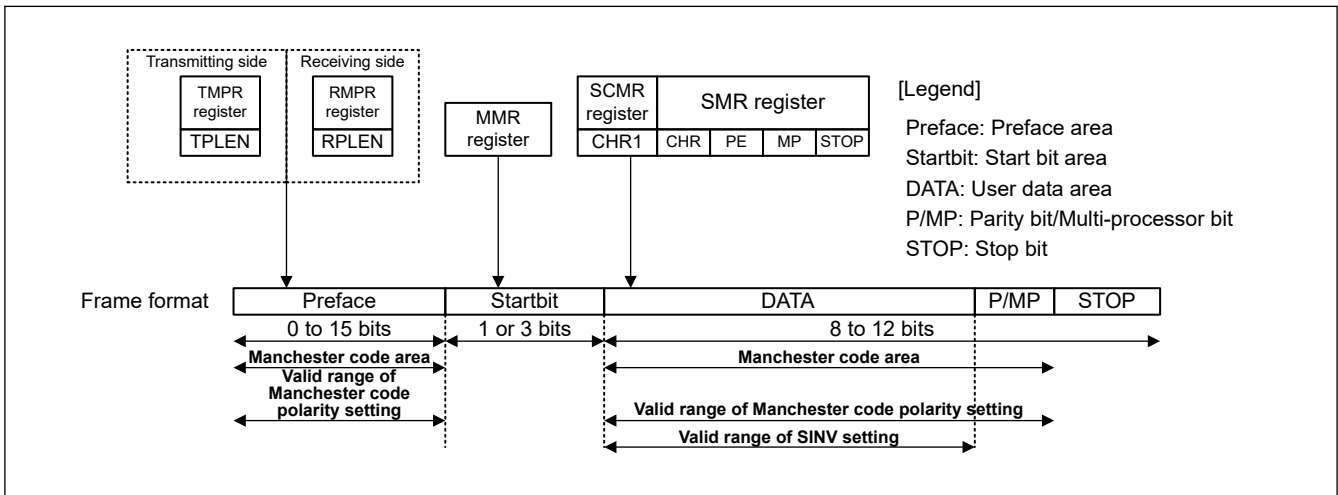 Transmitting side
Receiving side
TMPR
register
TPLEN
RMPR
register
RPLEN
MMR
register
SCMR
register
CHR1
SMR register
CHR
PE
MP
STOP
[Legend]
Preface: Preface area
Startbit: Start bit area
DATA: User data area
P/MP: Parity bit/Multi-processor bit
STOP: Stop bit
Frame format
Preface
Startbit
DATA
P/MP
STOP
0 to 15 bits
1 or 3 bits
8 to 12 bits
Manchester code area
Manchester code area
Valid range of
Manchester code
polarity setting
Valid range of Manchester code polarity setting
Valid range of SINV setting